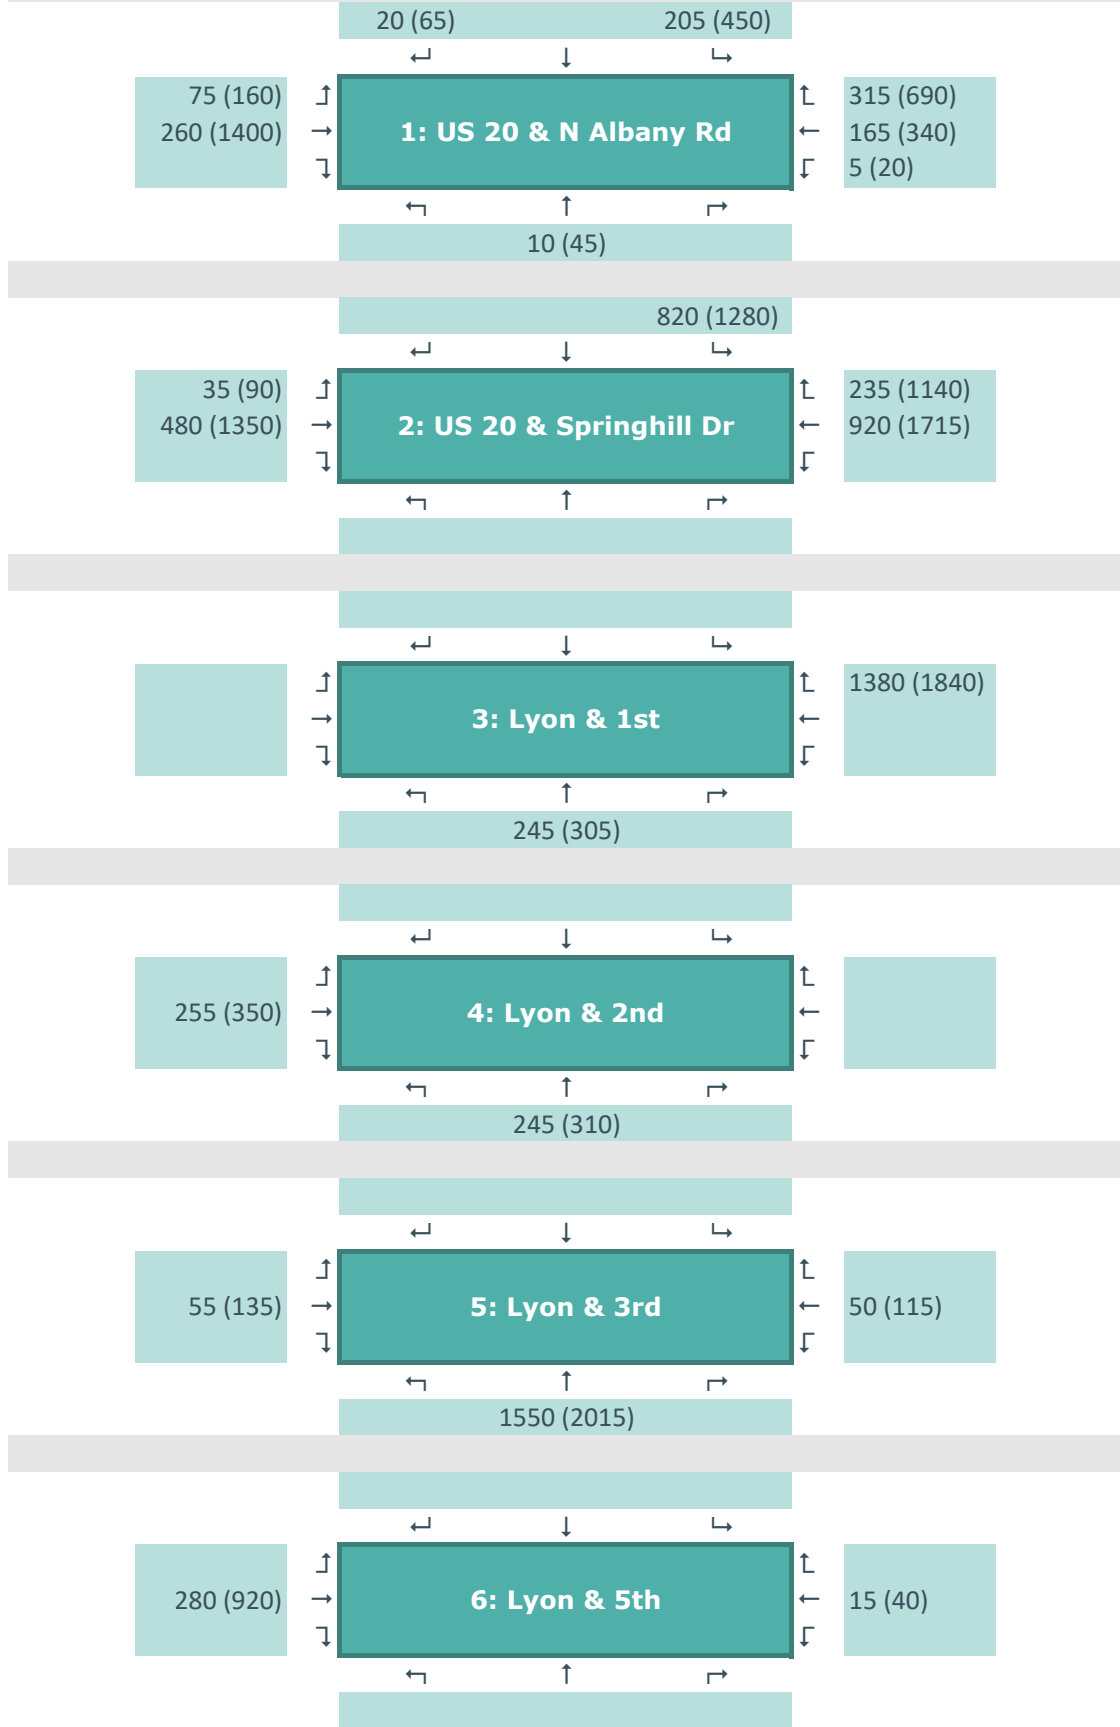 20 (65) 205 (450)
75 (160) 315 (690)
260 (1400) 1: US 20 & N Albany Rd 165 (340)
5 (20)
10 (45)
820 (1280)
35 (90) 235 (1140)
480 (1350) 2: US 20 & Springhill Dr 920 (1715)
1380 (1840)
3: Lyon & 1st
245 (305)
255 (350) 4: Lyon & 2nd
245 (310)
55 (135) 5: Lyon & 3rd 50 (115)
1550 (2015)
280 (920) 6: Lyon & 5th 15 (40)